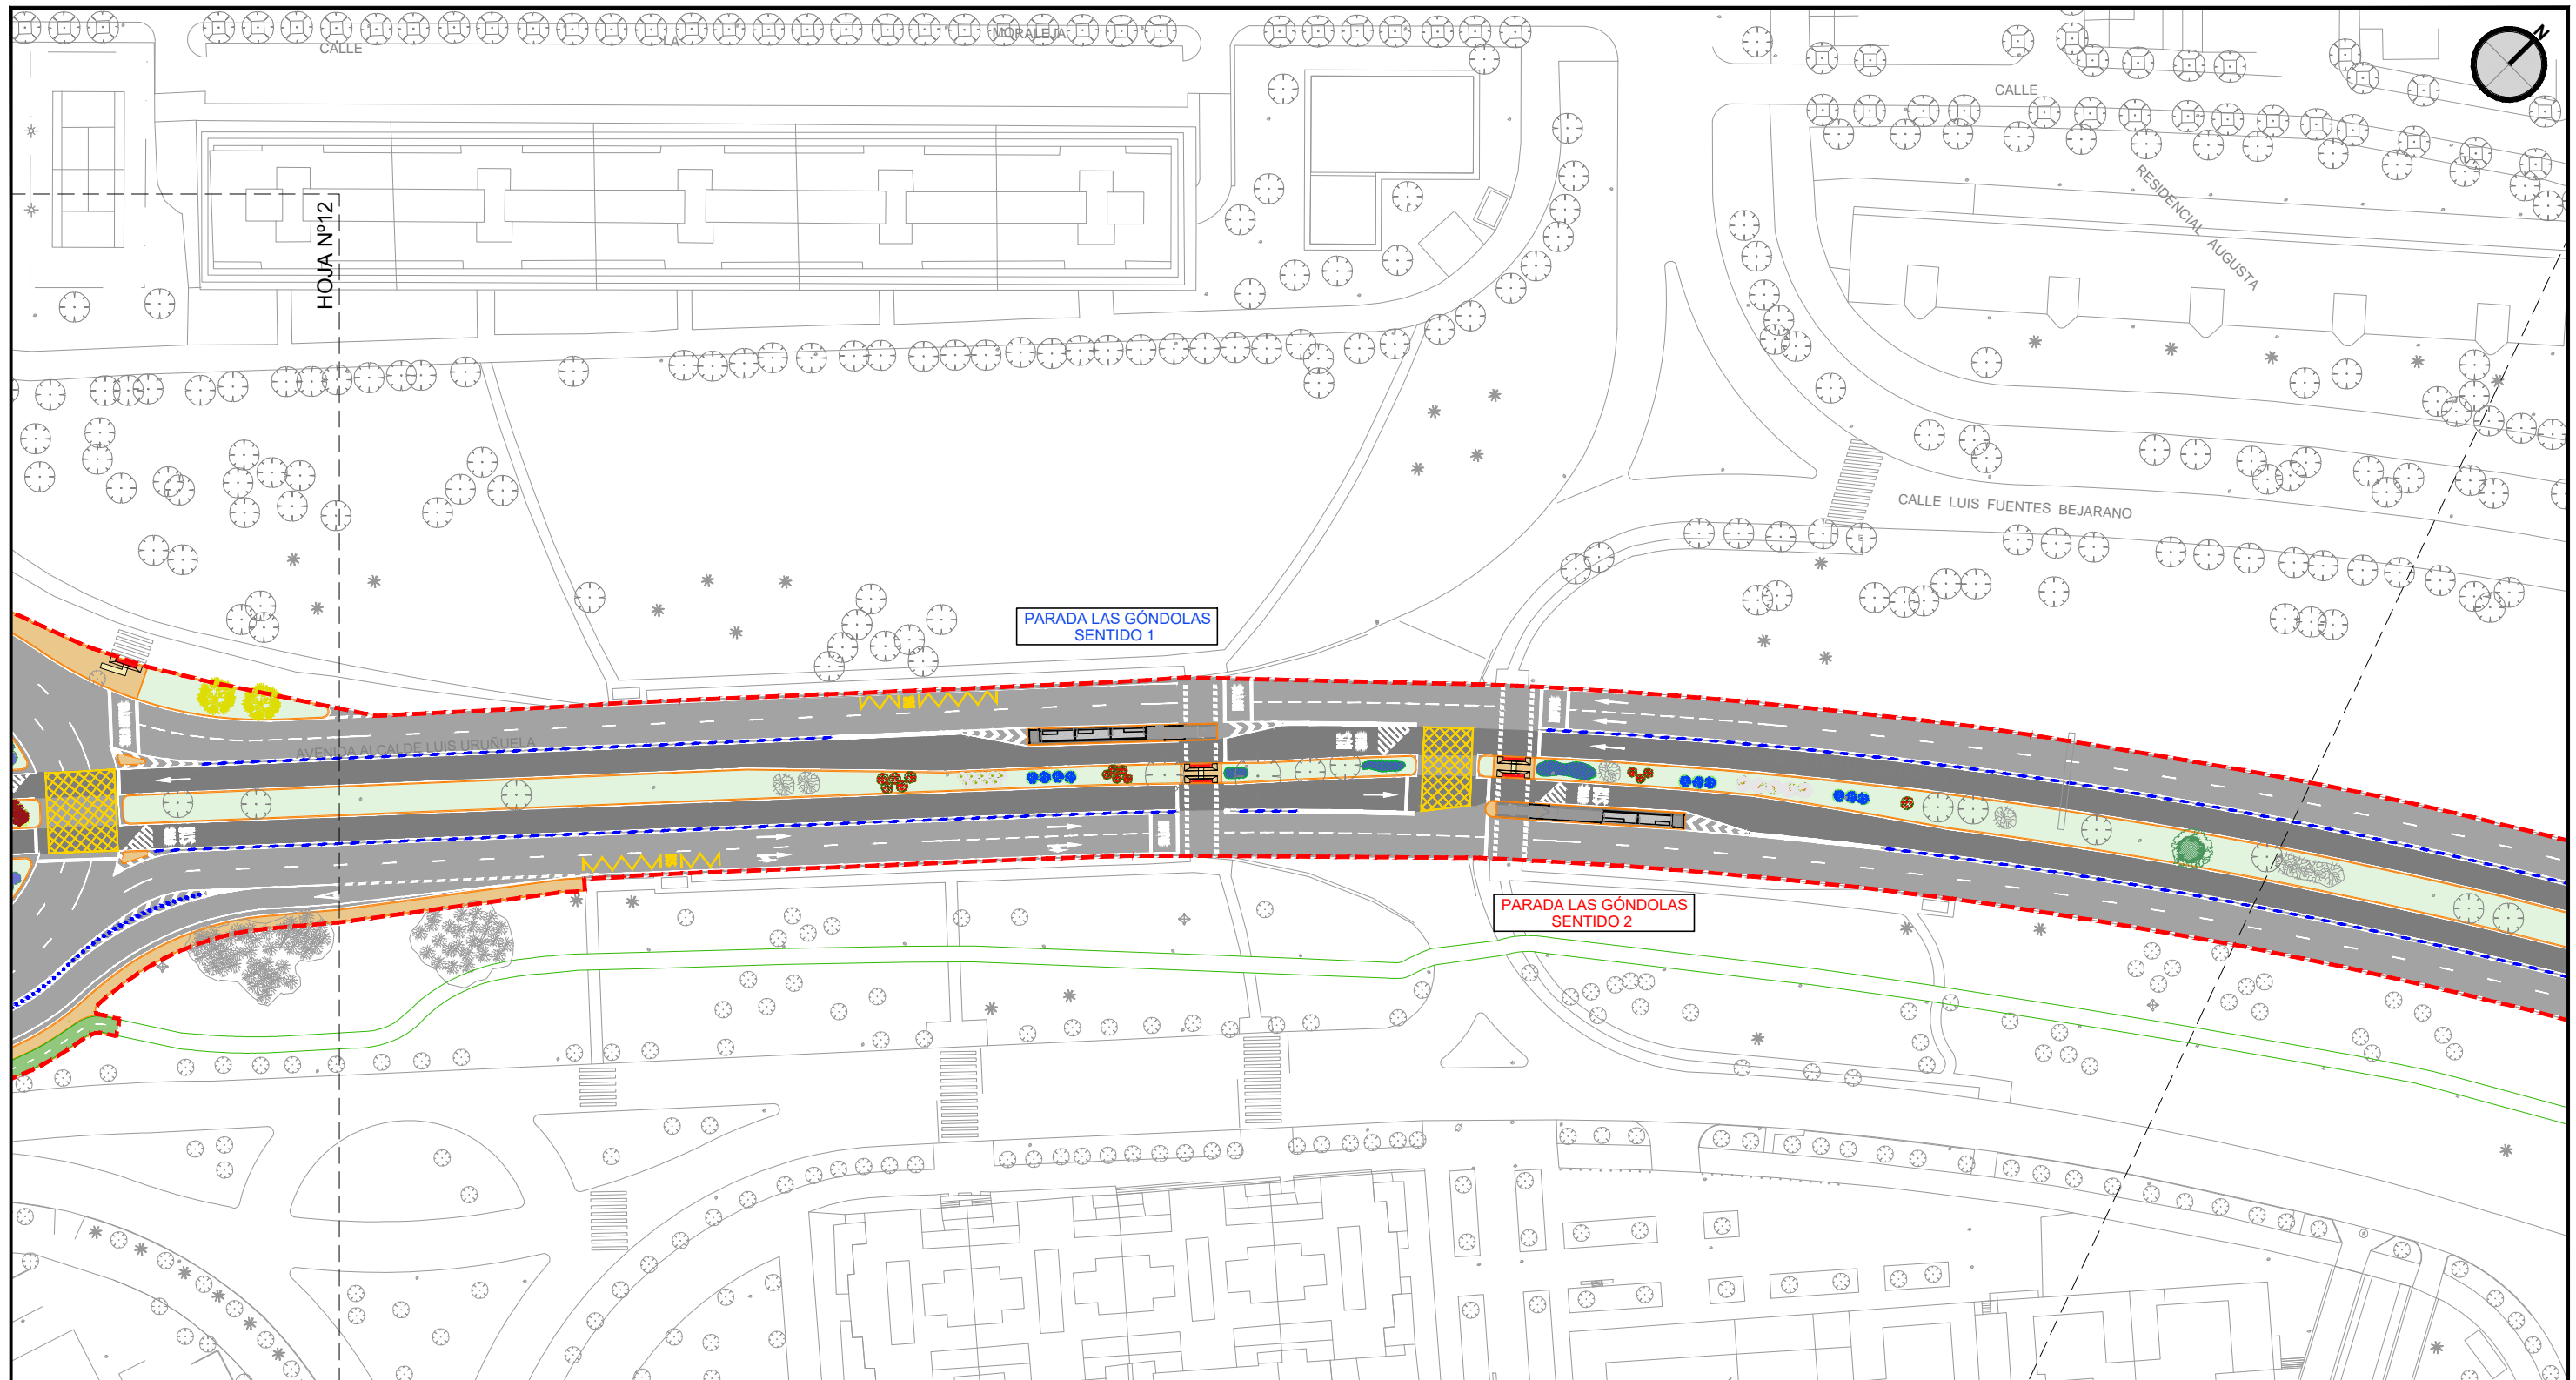 CALLE LA MORALEJA
N
CALLE
RESIDENCIAL AUGUSTA
HOJA Nº12
CALLE LUIS FUENTES BEJARANO
PARADA LAS GÓNDOLAS
SENTIDO 1
AVENIDA ALCALDE LUIS URUÑUELA
PARADA LAS GÓNDOLAS
SENTIDO 2